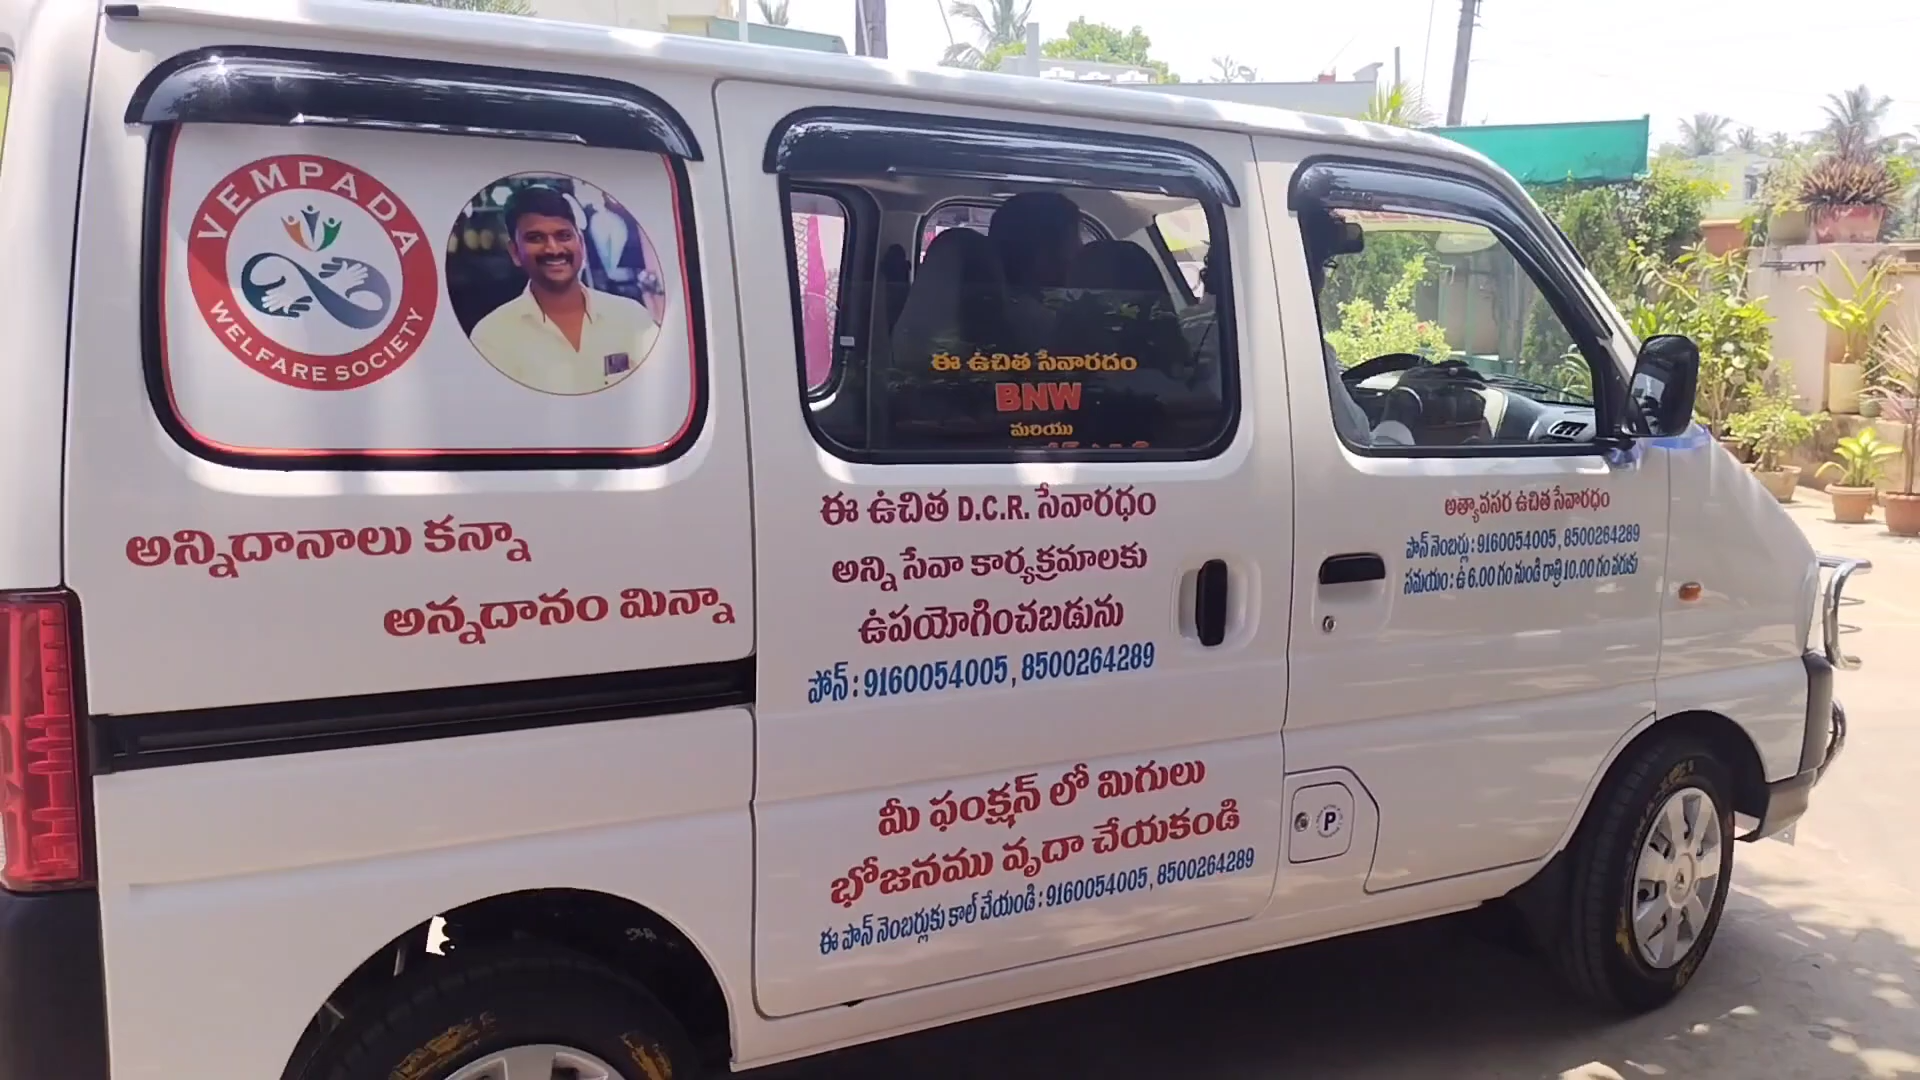 VEMPADA
WELFARE SOCIETY
అన్నిదానాలు కన్నా
అన్నదానం మిన్నా
ఈ ఉచిత సేవారదం
BNW
మరియు
ఈ ఉచిత D.C.R. సేవారధం
అన్ని సేవా కార్యక్రమాలకు
ఉపయోగించబడును
పోన్ : 9160054005, 8500264289
మీ ఫంక్షన్ లో మిగులు
భోజనము వృదా చేయకండి
ఈ పొన్ నెంబర్లుకు కాల్ చేయండి : 9160054005, 8500264289
అత్యావసర ఉచిత సేవారధం
పొన్ నెంబర్లు : 9160054005, 8500264289
సమయం : ఉ 6.00 గం నుండి రాత్రి 10.00 గం వరుకు
P